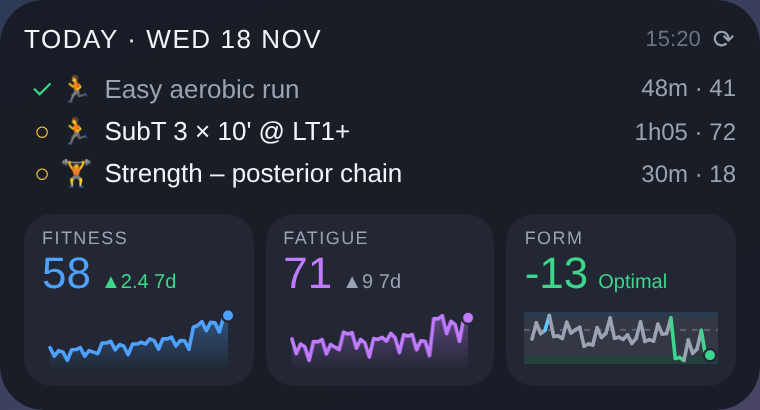 TODAY · WED 18 NOV 15:20 ⟳
✓ 🏃 Easy aerobic run 48m · 41
○ 🏃 SubT 3 × 10' @ LT1+ 1h05 · 72
○ 🏋️ Strength – posterior chain 30m · 18
FITNESS
58 ▲2.4 7d
FATIGUE
71 ▲9 7d
FORM
-13 Optimal